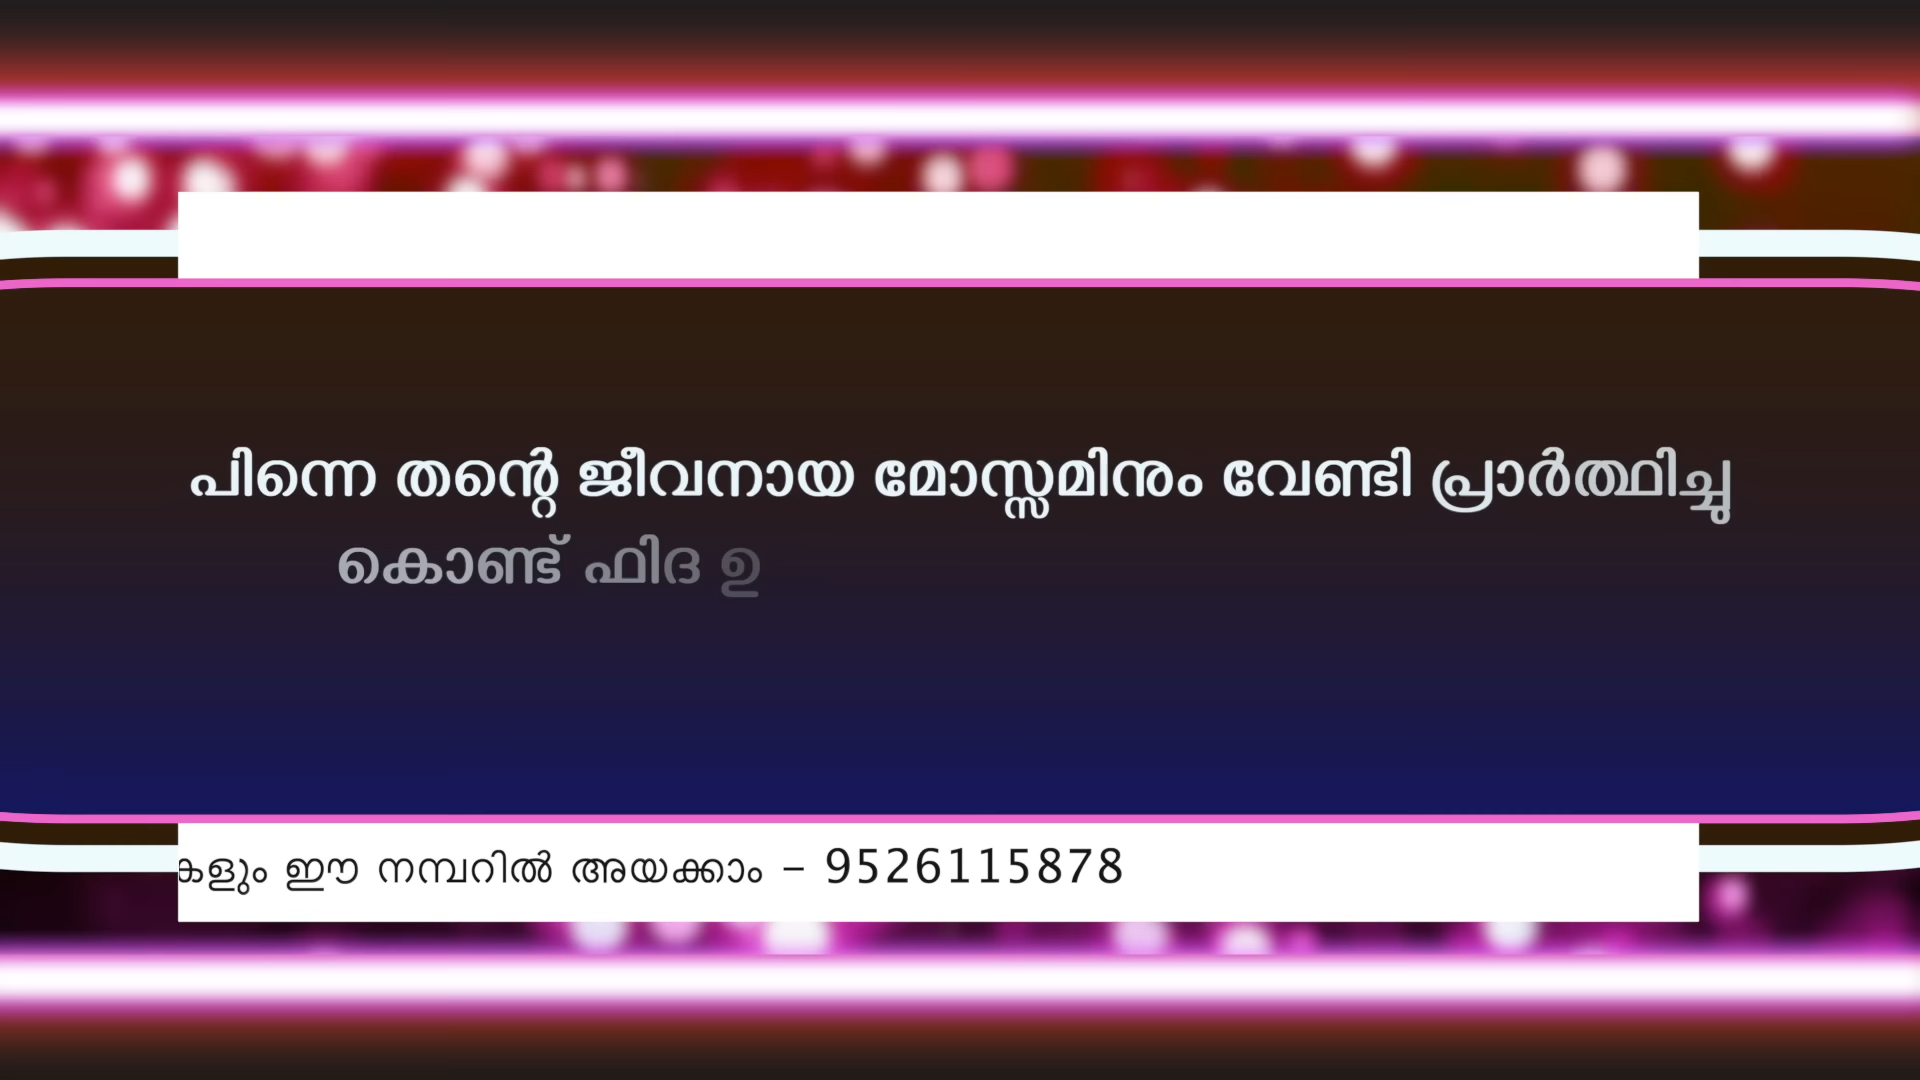 പിന്നെ തന്റെ ജീവനായ മോസ്സമിനും വേണ്ടി പ്രാർത്ഥിച്ചു
കൊണ്ട് ഫിദ ഉ
കളും ഈ നമ്പറിൽ അയക്കാം - 9526115878